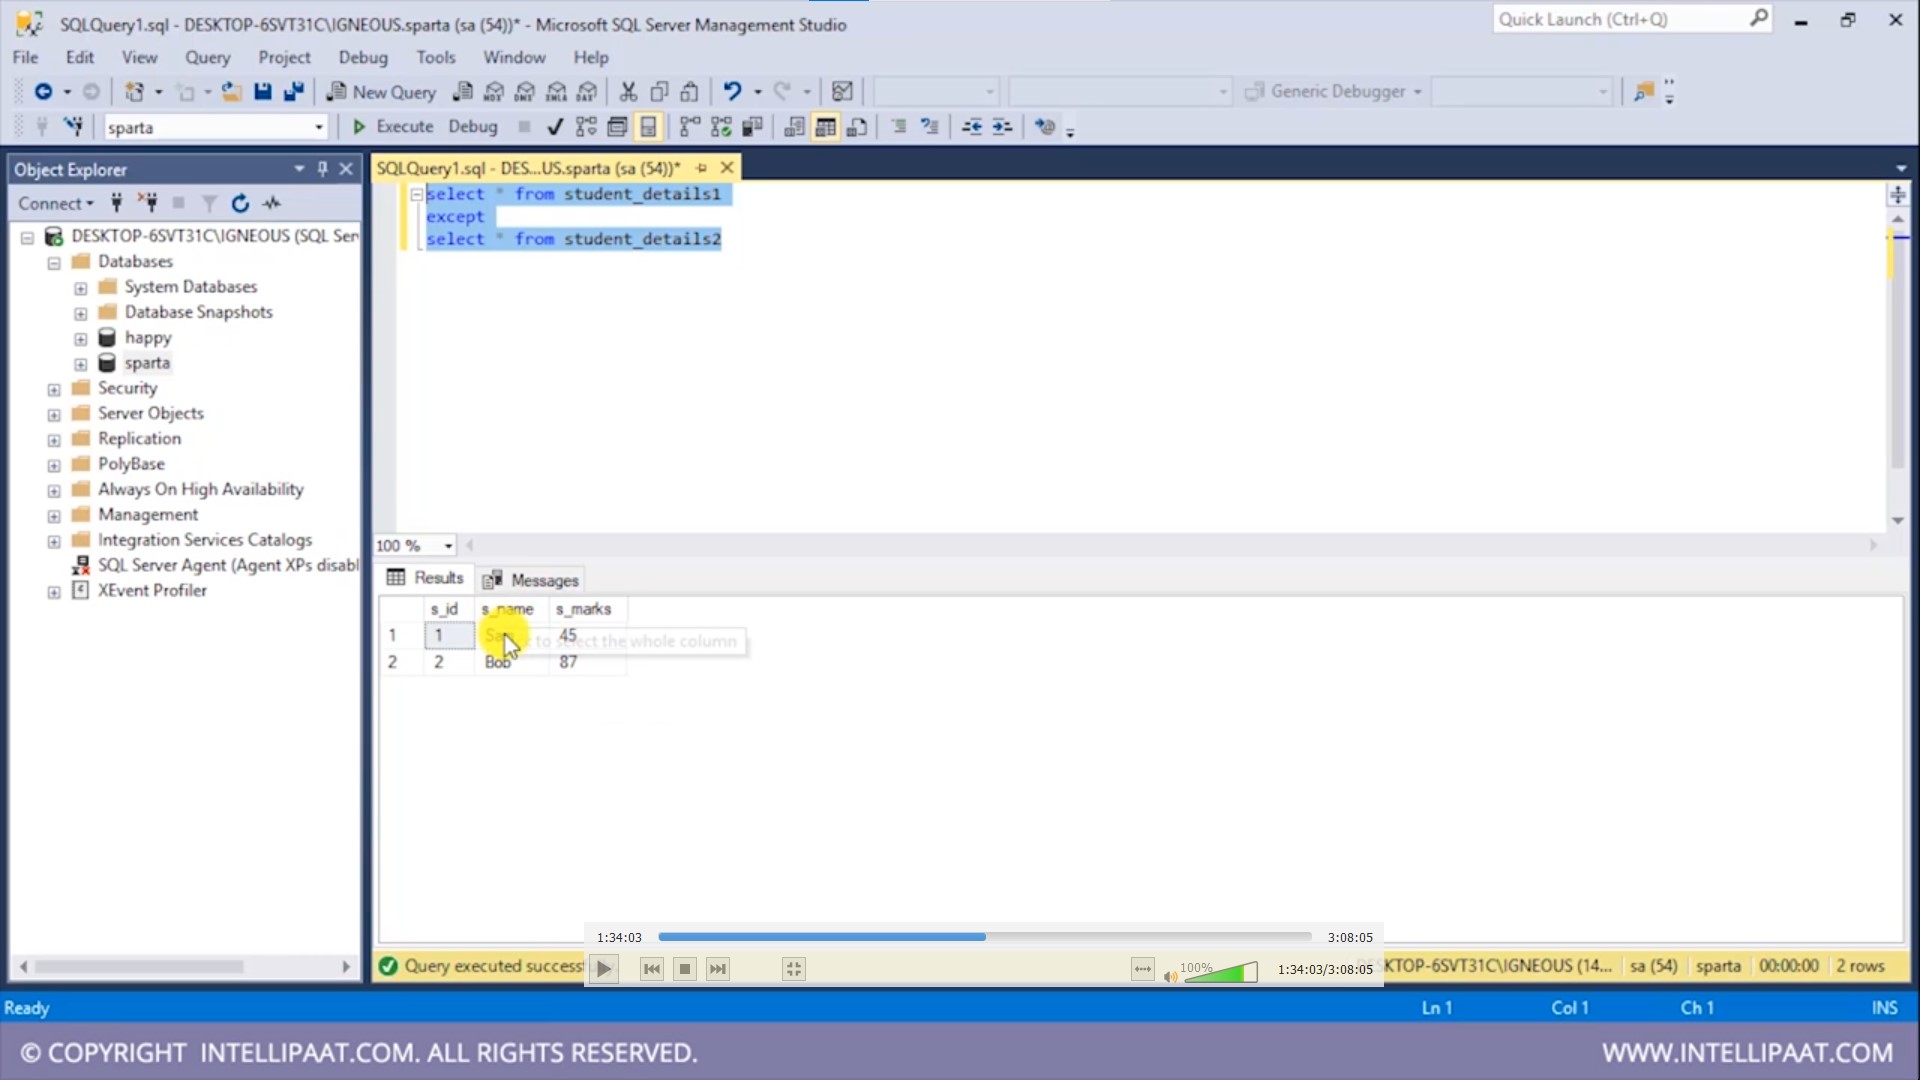 SQLQuery1.sql - DESKTOP-6SVT31C\IGNEOUS.sparta (sa (54))* - Microsoft SQL Server Management Studio
Quick Launch (Ctrl+Q)
File Edit View Query Project Debug Tools Window Help
New Query
Generic Debugger
sparta
Execute Debug
Object Explorer
Connect
DESKTOP-6SVT31C\IGNEOUS (SQL Ser
Databases
System Databases
Database Snapshots
happy
sparta
Security
Server Objects
Replication
PolyBase
Always On High Availability
Management
Integration Services Catalogs
SQL Server Agent (Agent XPs disabl
XEvent Profiler
SQLQuery1.sql - DES...US.sparta (sa (54))*
select * from student_details1
except
select * from student_details2
100 %
Results Messages
s_id s_name s_marks
1 1 45
to select the whole column
2 2 Bob 87
1:34:03 3:08:05
100% 1:34:03/3:08:05
Query executed success
KTOP-6SVT31C\IGNEOUS (14... sa (54) sparta 00:00:00 2 rows
Ready Ln 1 Col 1 Ch 1 INS
© COPYRIGHT INTELLIPAAT.COM. ALL RIGHTS RESERVED. WWW.INTELLIPAAT.COM